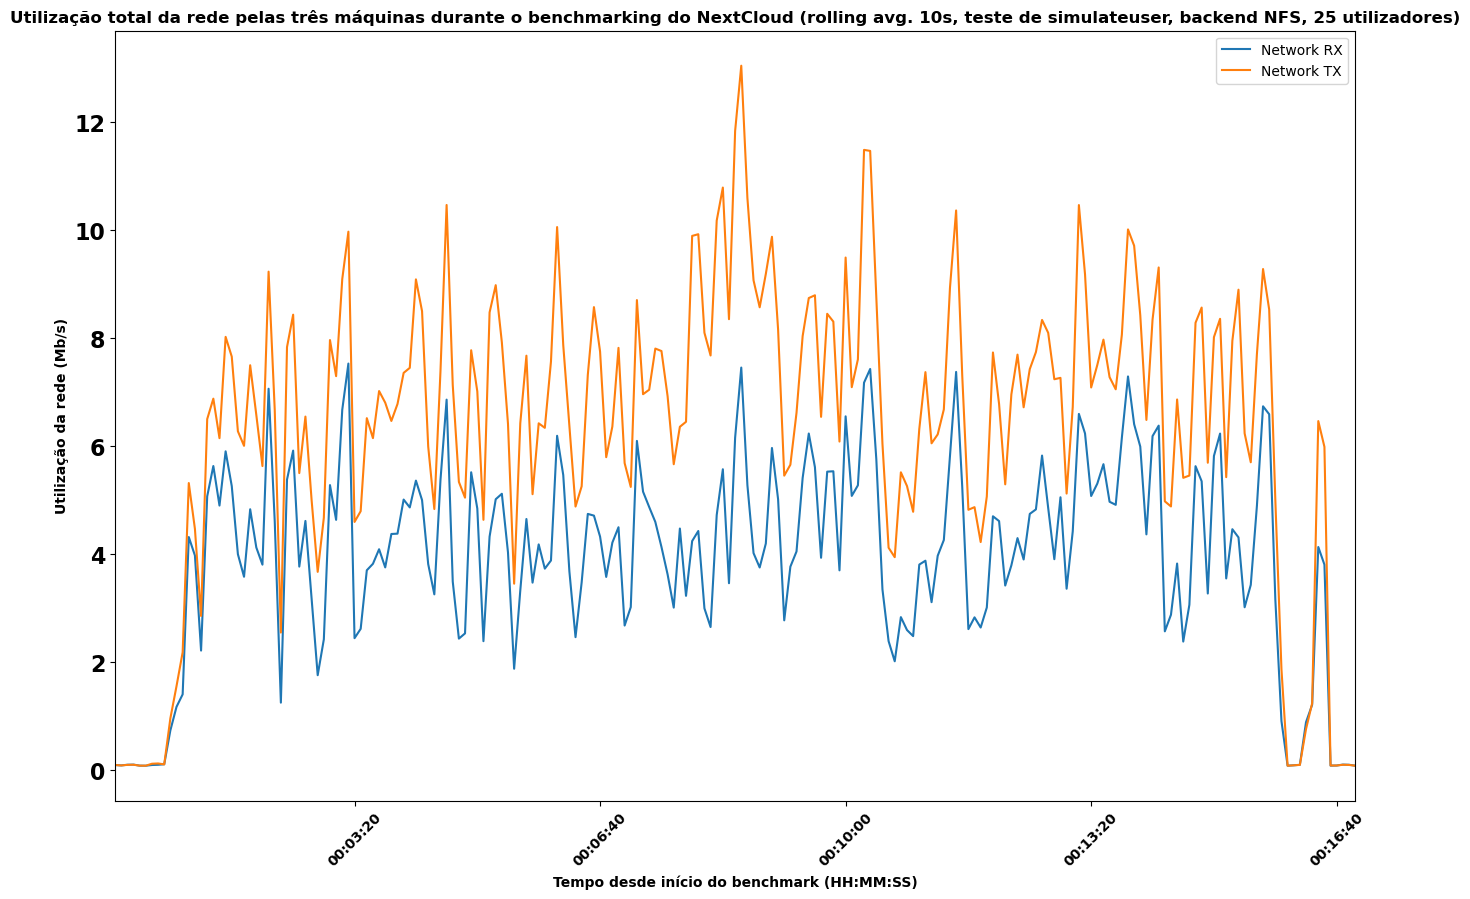 Utilização total da rede pelas três máquinas durante o benchmarking do NextCloud (rolling avg. 10s, teste de simulateuser, backend NFS, 25 utilizadores)
Network RX
Network TX
Utilização da rede (Mb/s)
12
10
8
6
4
2
0
00:03:20
00:06:40
00:10:00
00:13:20
00:16:40
Tempo desde início do benchmark (HH:MM:SS)